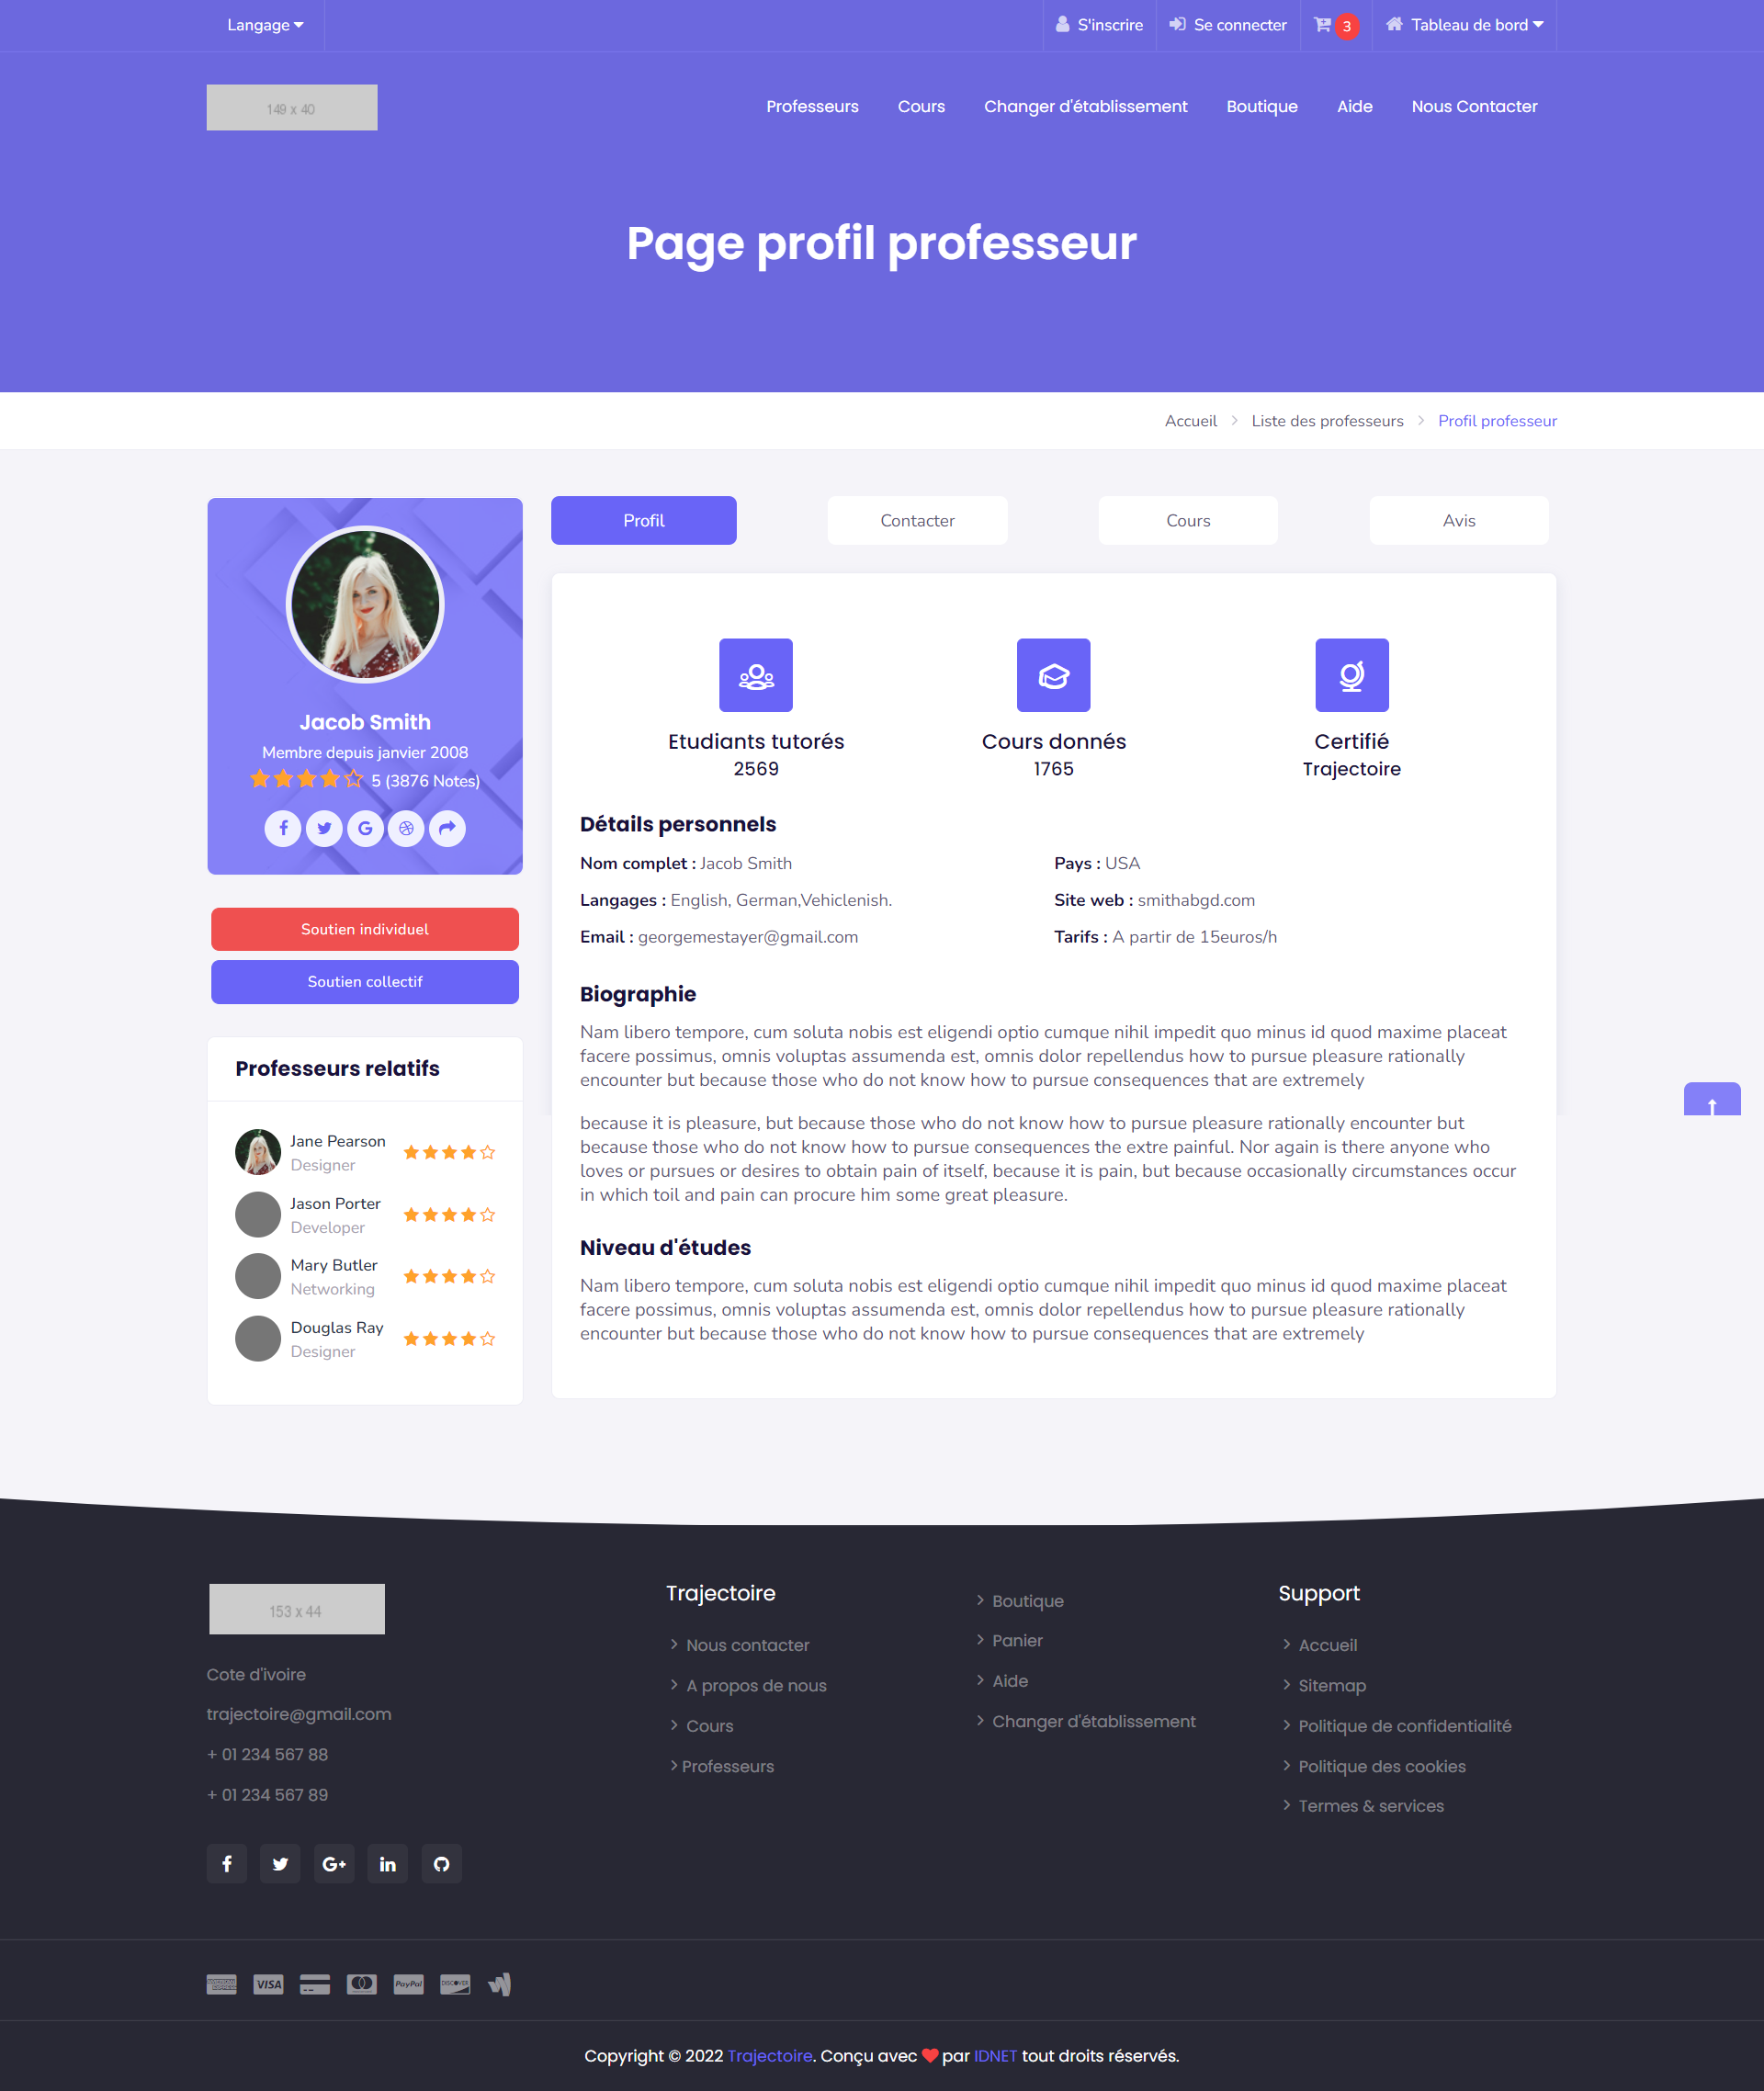 Langage
S'inscrire
Se connecter
3
Tableau de bord
149 x 40
Professeurs
Cours
Changer d'établissement
Boutique
Aide
Nous Contacter
Page profil professeur
Accueil
Liste des professeurs
Profil professeur
Jacob Smith
Membre depuis janvier 2008
5 (3876 Notes)
Soutien individuel
Soutien collectif
Professeurs relatifs
Jane Pearson
Designer
Jason Porter
Developer
Mary Butler
Networking
Douglas Ray
Designer
Profil
Contacter
Cours
Avis
Etudiants tutorés
2569
Cours donnés
1765
Certifié
Trajectoire
Détails personnels
Nom complet : Jacob Smith
Pays : USA
Langages : English, German,Vehiclenish.
Site web : smithabgd.com
Email : georgemestayer@gmail.com
Tarifs : A partir de 15euros/h
Biographie
Nam libero tempore, cum soluta nobis est eligendi optio cumque nihil impedit quo minus id quod maxime placeat
facere possimus, omnis voluptas assumenda est, omnis dolor repellendus how to pursue pleasure rationally
encounter but because those who do not know how to pursue consequences that are extremely
because it is pleasure, but because those who do not know how to pursue pleasure rationally encounter but
because those who do not know how to pursue consequences the extre painful. Nor again is there anyone who
loves or pursues or desires to obtain pain of itself, because it is pain, but because occasionally circumstances occur
in which toil and pain can procure him some great pleasure.
Niveau d'études
Nam libero tempore, cum soluta nobis est eligendi optio cumque nihil impedit quo minus id quod maxime placeat
facere possimus, omnis voluptas assumenda est, omnis dolor repellendus how to pursue pleasure rationally
encounter but because those who do not know how to pursue consequences that are extremely
153 x 44
Cote d'ivoire
trajectoire@gmail.com
+ 01 234 567 88
+ 01 234 567 89
Trajectoire
Nous contacter
A propos de nous
Cours
Professeurs
Boutique
Panier
Aide
Changer d'établissement
Support
Accueil
Sitemap
Politique de confidentialité
Politique des cookies
Termes & services
VISA
PayPal
DISCOVER
Copyright © 2022 Trajectoire. Conçu avec par IDNET tout droits réservés.